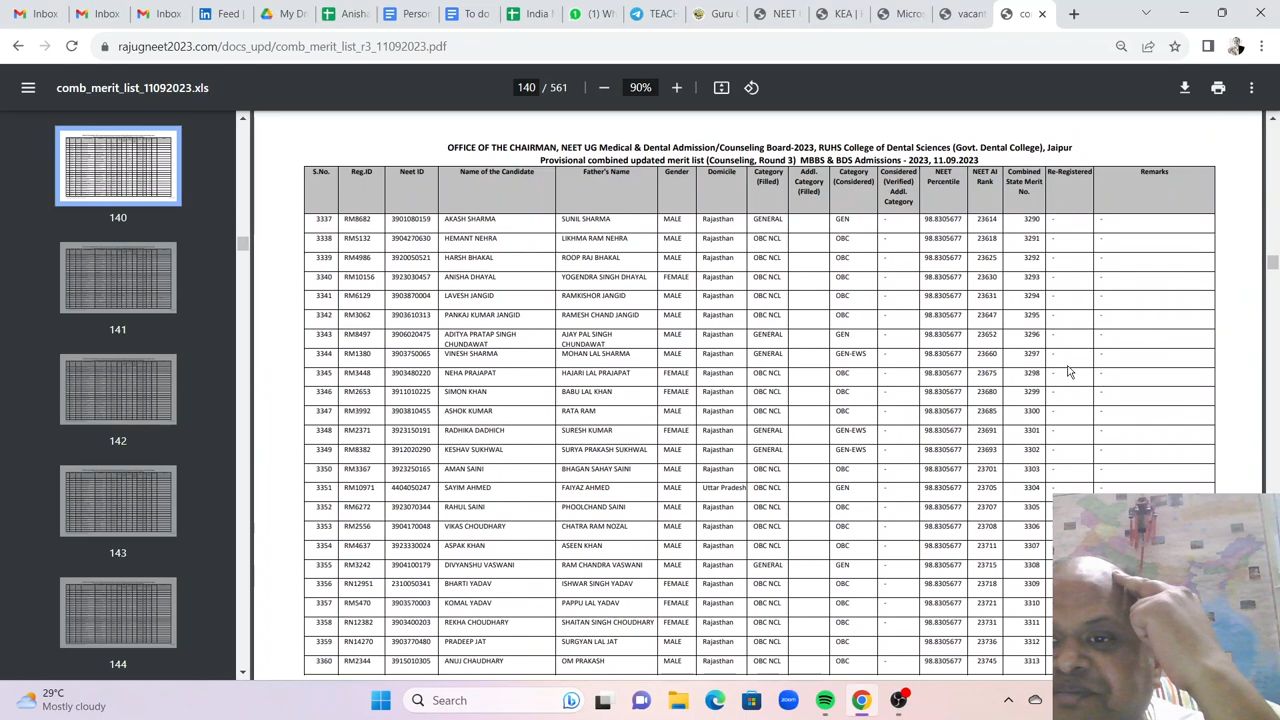 Inbox
Inbox
Inbox
Feed |
My Dr
Anisha
Person
To do
India M
(1) Wh
TEACH
Guru G
NEET U
KEA | F
Micros
vacant
co
rajugneet2023.com/docs_upd/comb_merit_list_r3_11092023.pdf
comb_merit_list_11092023.xls
140 / 561
90%
140
141
142
143
144
OFFICE OF THE CHAIRMAN, NEET UG Medical & Dental Admission/Counseling Board-2023, RUHS College of Dental Sciences (Govt. Dental College), Jaipur
Provisional combined updated merit list (Counseling, Round 3) MBBS & BDS Admissions - 2023, 11.09.2023
S.No. Reg.ID Neet ID Name of the Candidate Father's Name Gender Domicile Category (Filled) Addl. Category (Filled) Category (Considered) Considered (Verified) Addl. Category NEET Percentile NEET AI Rank Combined State Merit No. Re-Registered Remarks
3337 RM8682 3901080159 AKASH SHARMA SUNIL SHARMA MALE Rajasthan GENERAL GEN - 98.8305677 23614 3290 - -
3338 RM5132 3904270630 HEMANT NEHRA LIKHMA RAM NEHRA MALE Rajasthan OBC NCL OBC - 98.8305677 23618 3291 - -
3339 RM4986 3920050521 HARSH BHAKAL ROOP RAJ BHAKAL MALE Rajasthan OBC NCL OBC - 98.8305677 23625 3292 - -
3340 RM10156 3923030457 ANISHA DHAYAL YOGENDRA SINGH DHAYAL FEMALE Rajasthan OBC NCL OBC - 98.8305677 23630 3293 - -
3341 RM6129 3903870004 LAVESH JANGID RAMKISHOR JANGID MALE Rajasthan OBC NCL OBC - 98.8305677 23631 3294 - -
3342 RM3062 3903610313 PANKAJ KUMAR JANGID RAMESH CHAND JANGID MALE Rajasthan OBC NCL OBC - 98.8305677 23647 3295 - -
3343 RM8497 3906020475 ADITYA PRATAP SINGH CHUNDAWAT AJAY PAL SINGH CHUNDAWAT MALE Rajasthan GENERAL GEN - 98.8305677 23652 3296 - -
3344 RM1380 3903750065 VINESH SHARMA MOHAN LAL SHARMA MALE Rajasthan GENERAL GEN-EWS - 98.8305677 23660 3297 - -
3345 RM3448 3903480220 NEHA PRAJAPAT HAJARI LAL PRAJAPAT FEMALE Rajasthan OBC NCL OBC - 98.8305677 23675 3298 - -
3346 RM2653 3911010225 SIMON KHAN BABU LAL KHAN FEMALE Rajasthan OBC NCL OBC - 98.8305677 23680 3299 - -
3347 RM3992 3903810455 ASHOK KUMAR RATA RAM MALE Rajasthan OBC NCL OBC - 98.8305677 23685 3300 - -
3348 RM2371 3923150191 RADHIKA DADHICH SURESH KUMAR FEMALE Rajasthan GENERAL GEN-EWS - 98.8305677 23691 3301 - -
3349 RM8382 3912020290 KESHAV SUKHWAL SURYA PRAKASH SUKHWAL MALE Rajasthan GENERAL GEN-EWS - 98.8305677 23693 3302 - -
3350 RM3367 3923250165 AMAN SAINI BHAGAN SAHAY SAINI MALE Rajasthan OBC NCL OBC - 98.8305677 23701 3303 - -
3351 RM10971 4404050247 SAYIM AHMED FAIYAZ AHMED MALE Uttar Pradesh OBC NCL GEN - 98.8305677 23705 3304 - -
3352 RM6272 3923070344 RAHUL SAINI PHOOLCHAND SAINI MALE Rajasthan OBC NCL OBC - 98.8305677 23707 3305
3353 RM2556 3904170048 VIKAS CHOUDHARY CHATRA RAM NOZAL MALE Rajasthan OBC NCL OBC - 98.8305677 23708 3306
3354 RM4637 3923330024 ASPAK KHAN ASEEN KHAN MALE Rajasthan OBC NCL OBC - 98.8305677 23711 3307
3355 RM3242 3904100179 DIVYANSHU VASWANI RAM CHANDRA VASWANI MALE Rajasthan GENERAL GEN - 98.8305677 23715 3308
3356 RN12951 2310050341 BHARTI YADAV ISHWAR SINGH YADAV FEMALE Rajasthan OBC NCL OBC - 98.8305677 23718 3309
3357 RM5470 3903570003 KOMAL YADAV PAPPU LAL YADAV FEMALE Rajasthan OBC NCL OBC - 98.8305677 23721 3310
3358 RN12382 3903400203 REKHA CHOUDHARY SHAITAN SINGH CHOUDHARY FEMALE Rajasthan OBC NCL OBC - 98.8305677 23731 3311
3359 RN14270 3903770480 PRADEEP JAT SURGYAN LAL JAT MALE Rajasthan OBC NCL OBC - 98.8305677 23736 3312
3360 RM2344 3915010305 ANUJ CHAUDHARY OM PRAKASH MALE Rajasthan OBC NCL OBC - 98.8305677 23745 3313
29°C
Mostly cloudy
Search
zoom